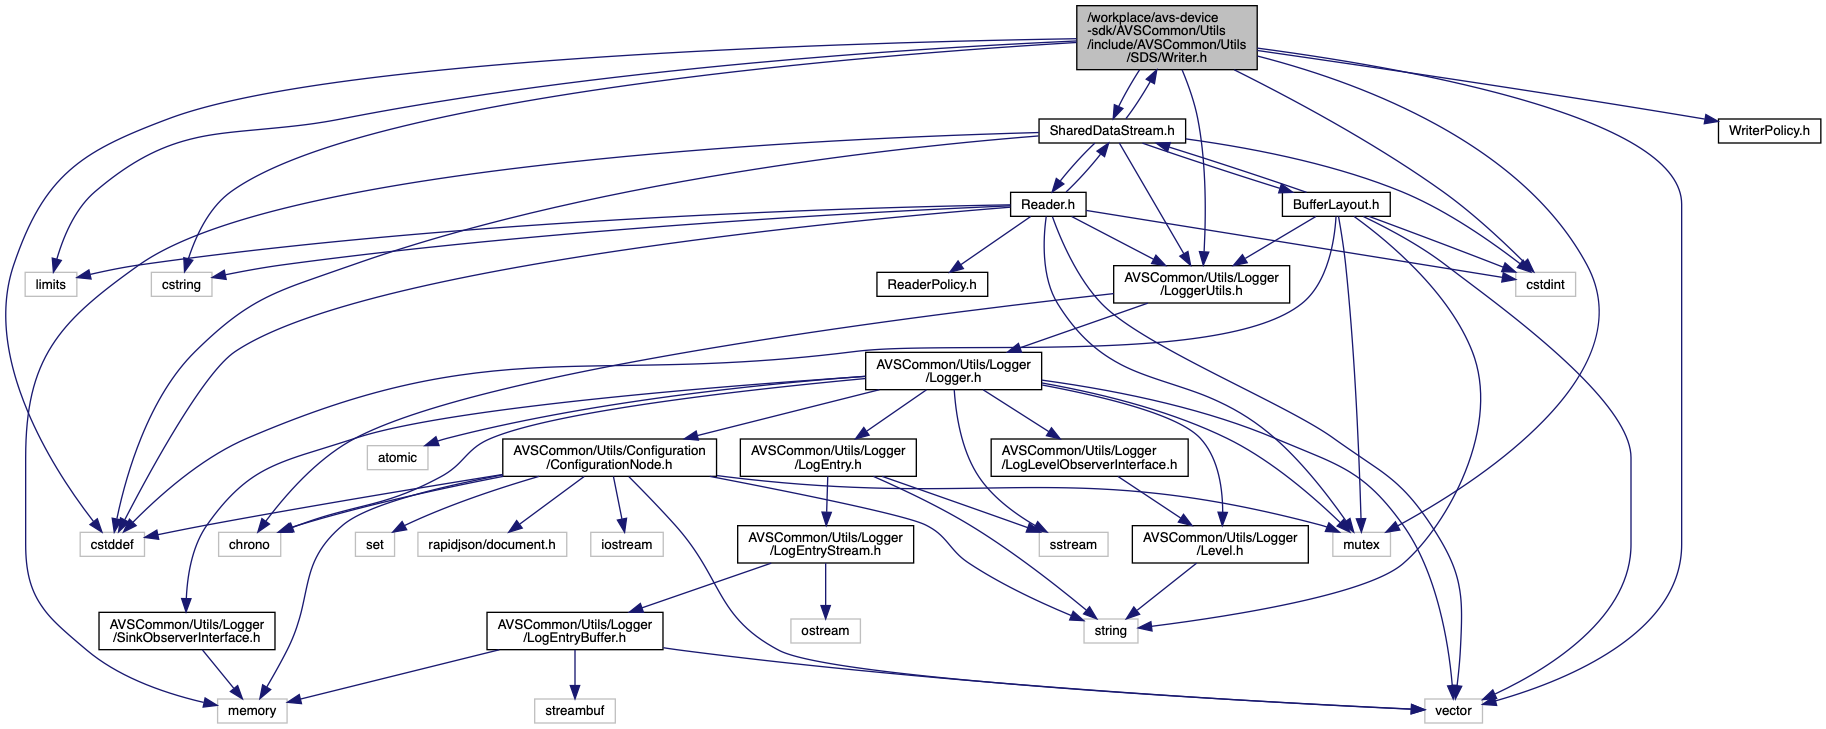 /workplace/avs-device
-sdk/AVSCommon/Utils
/include/AVSCommon/Utils
/SDS/Writer.h
SharedDataStream.h
WriterPolicy.h
Reader.h
BufferLayout.h
limits
cstring
ReaderPolicy.h
AVSCommon/Utils/Logger
/LoggerUtils.h
cstdint
AVSCommon/Utils/Logger
/Logger.h
atomic
AVSCommon/Utils/Configuration
/ConfigurationNode.h
AVSCommon/Utils/Logger
/LogEntry.h
AVSCommon/Utils/Logger
/LogLevelObserverInterface.h
cstddef
chrono
set
rapidjson/document.h
iostream
AVSCommon/Utils/Logger
/LogEntryStream.h
sstream
AVSCommon/Utils/Logger
/Level.h
mutex
AVSCommon/Utils/Logger
/SinkObserverInterface.h
AVSCommon/Utils/Logger
/LogEntryBuffer.h
ostream
string
memory
streambuf
vector